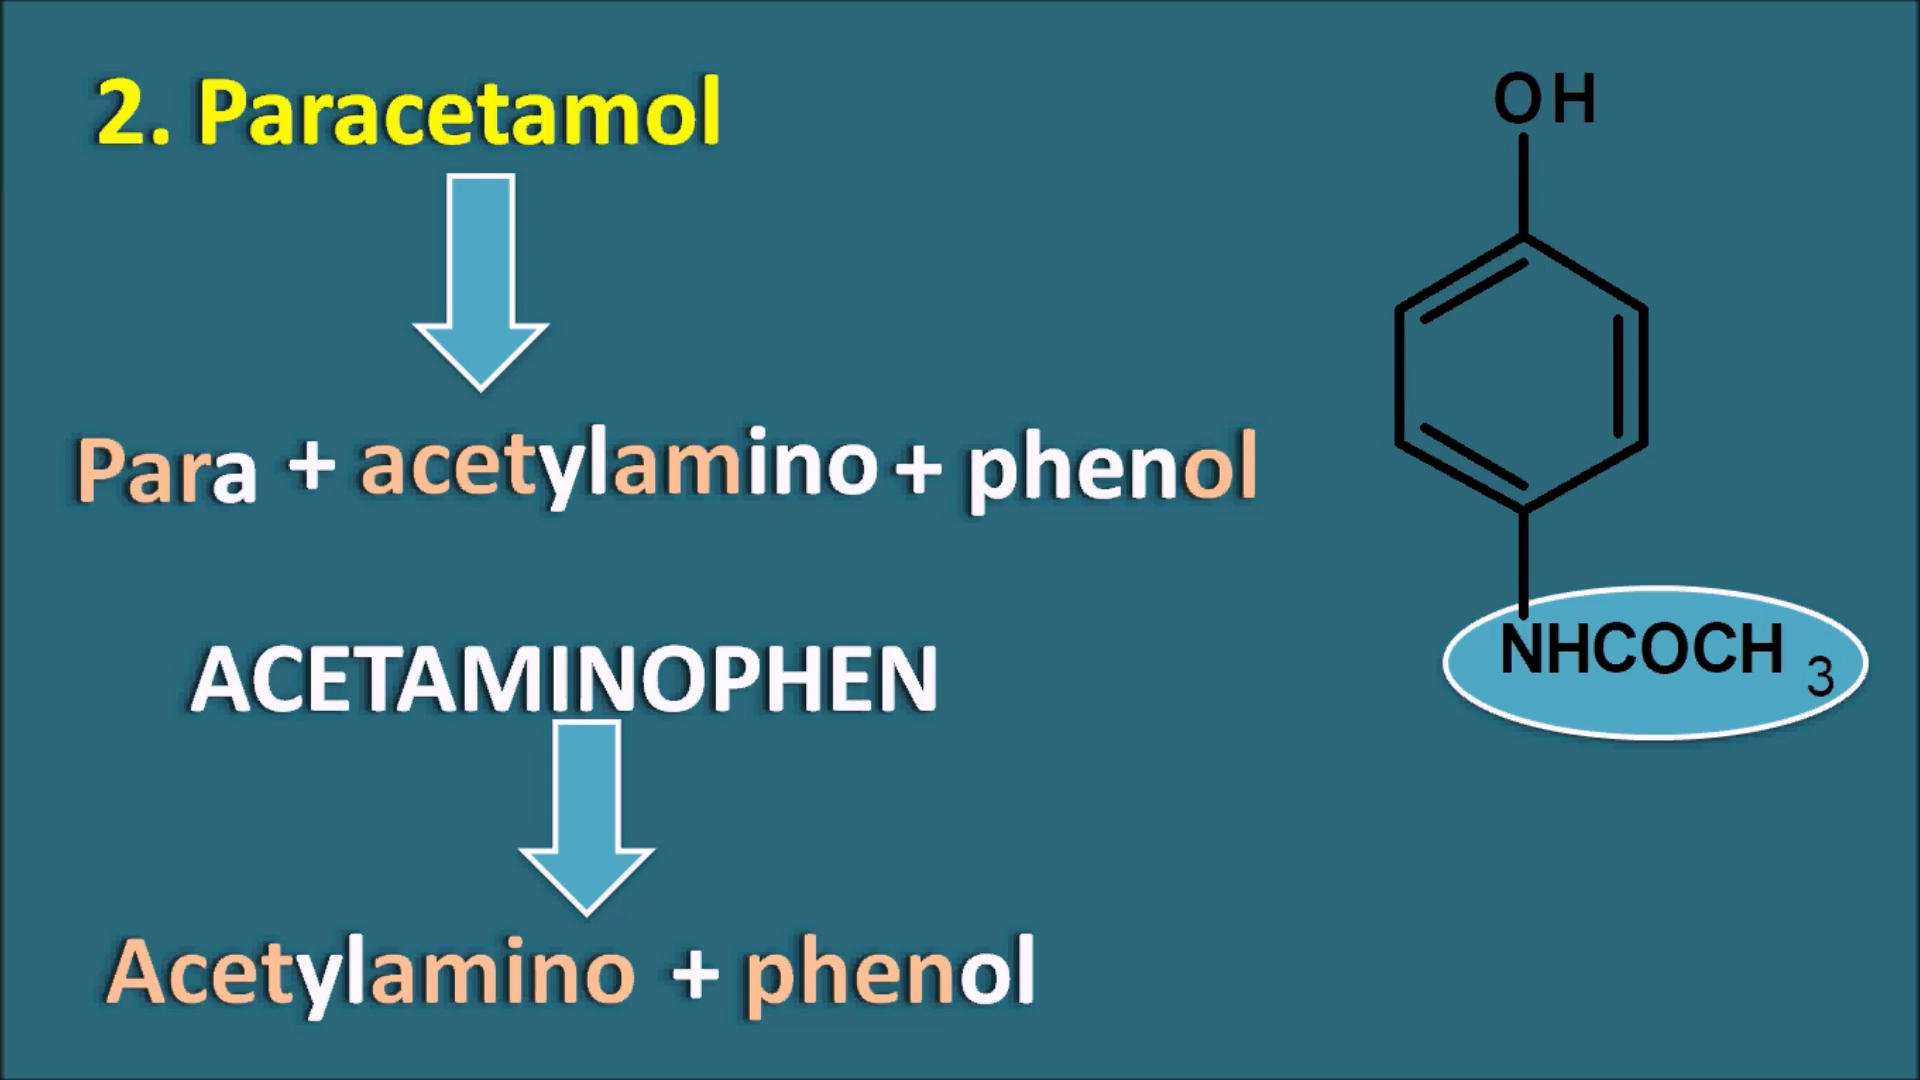 2. Paracetamol
Para + acetylamino + phenol
ACETAMINOPHEN
Acetylamino + phenol
OH
NHCOCH 3